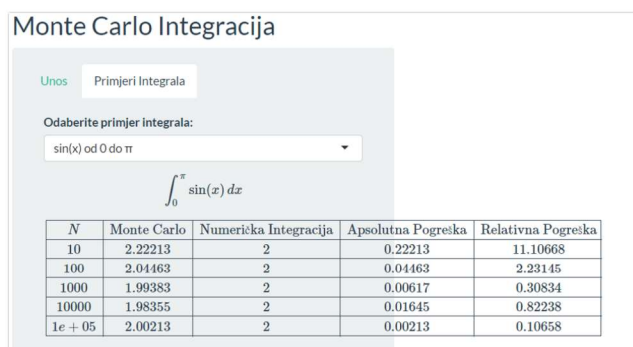 Monte Carlo Integracija
Unos Primjeri Integrala
Odaberite primjer integrala:
sin(x) od 0 do π
∫₀^π sin(x) dx
N Monte Carlo Numerička Integracija Apsolutna Pogreška Relativna Pogreška
10 2.22213 2 0.22213 11.10668
100 2.04463 2 0.04463 2.23145
1000 1.99383 2 0.00617 0.30834
10000 1.98355 2 0.01645 0.82238
1e + 05 2.00213 2 0.00213 0.10658